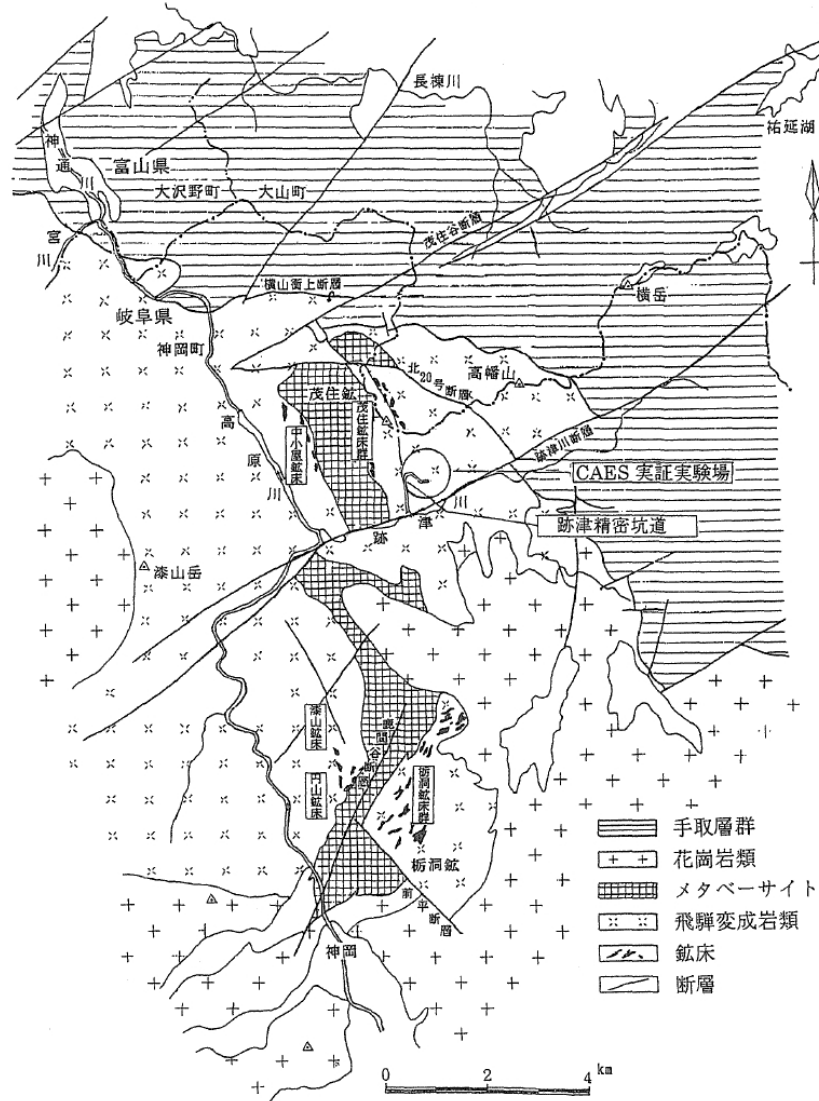 長棟川
祐延湖
神通川
富山県
大沢野町
大山町
茂住谷断層
宮川
横山衝上断層
横岳
岐阜県
神岡町
北20号断層
高幡山
茂住鉱
茂住鉱床群
中小屋鉱床
跡津川断層
高原川
CAES 実証実験場
跡津川
跡津精密坑道
漆山岳
漆山鉱床
鹿間谷断層
円山鉱床
栃洞鉱床群
栃洞鉱
前平断層
神岡
手取層群
花崗岩類
メタベーサイト
飛騨変成岩類
鉱床
断層
0 2 4 km